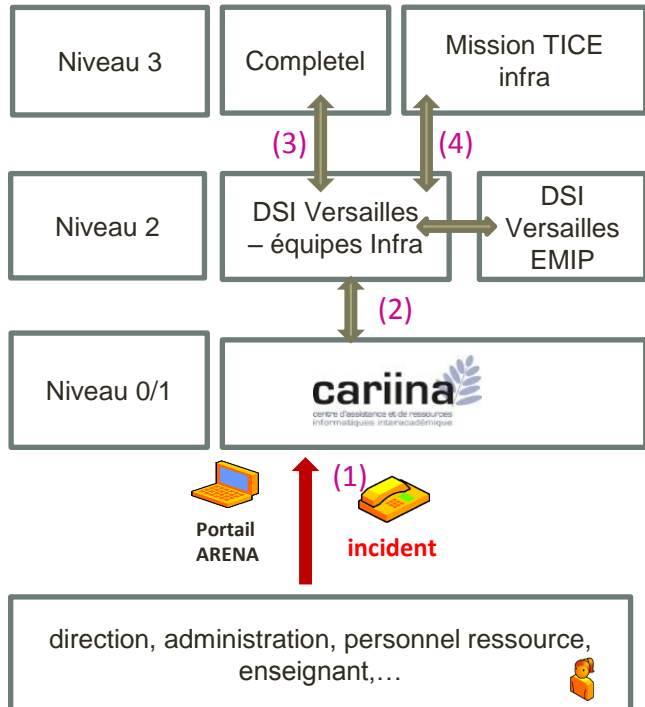 Niveau 3
Completel
Mission TICE
infra
(3)
(4)
Niveau 2
DSI Versailles
– équipes Infra
DSI
Versailles
EMIP
(2)
Niveau 0/1
cariina
centre d'assistance et de ressources
informatiques interacadémique
(1)
Portail
ARENA
incident
direction, administration, personnel ressource,
enseignant,…